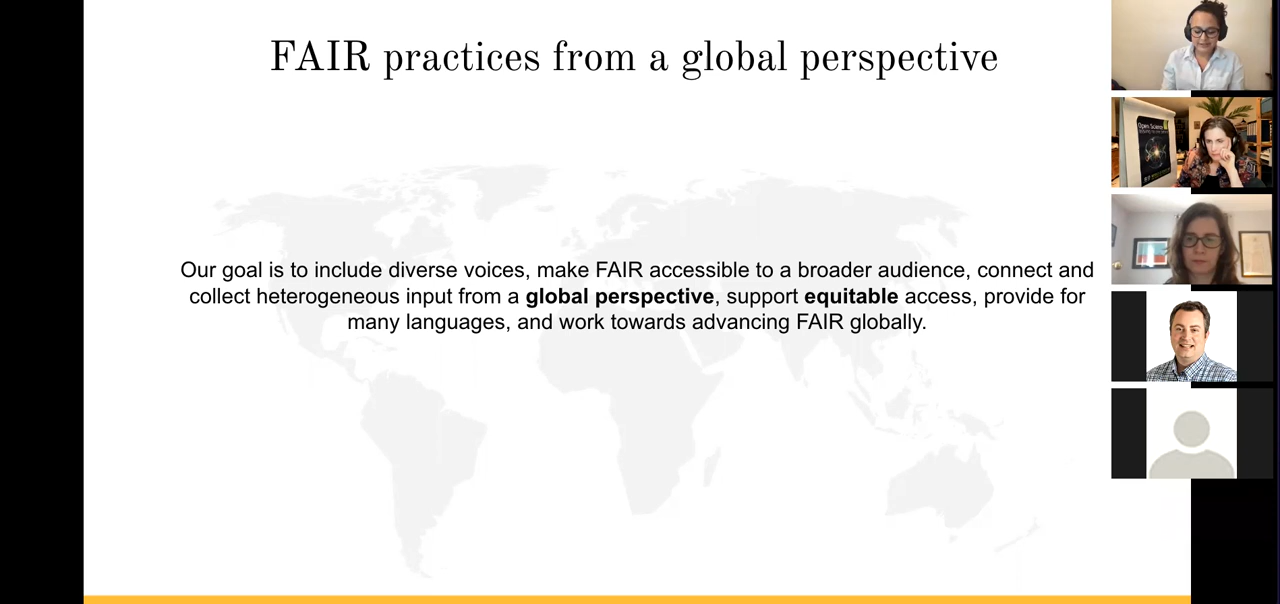 FAIR practices from a global perspective
Our goal is to include diverse voices, make FAIR accessible to a broader audience, connect and
collect heterogeneous input from a global perspective, support equitable access, provide for
many languages, and work towards advancing FAIR globally.
Open Science